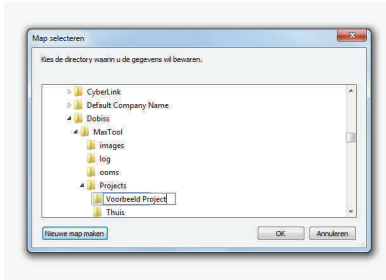 Map selecteren
Kies de directory waarin u de gegevens wil bewaren.
CyberLink
Default Company Name
Dobiss
MaxTool
images
log
ooms
Projects
Voorbeeld Project
Thuis
Nieuwe map maken
OK
Annuleren